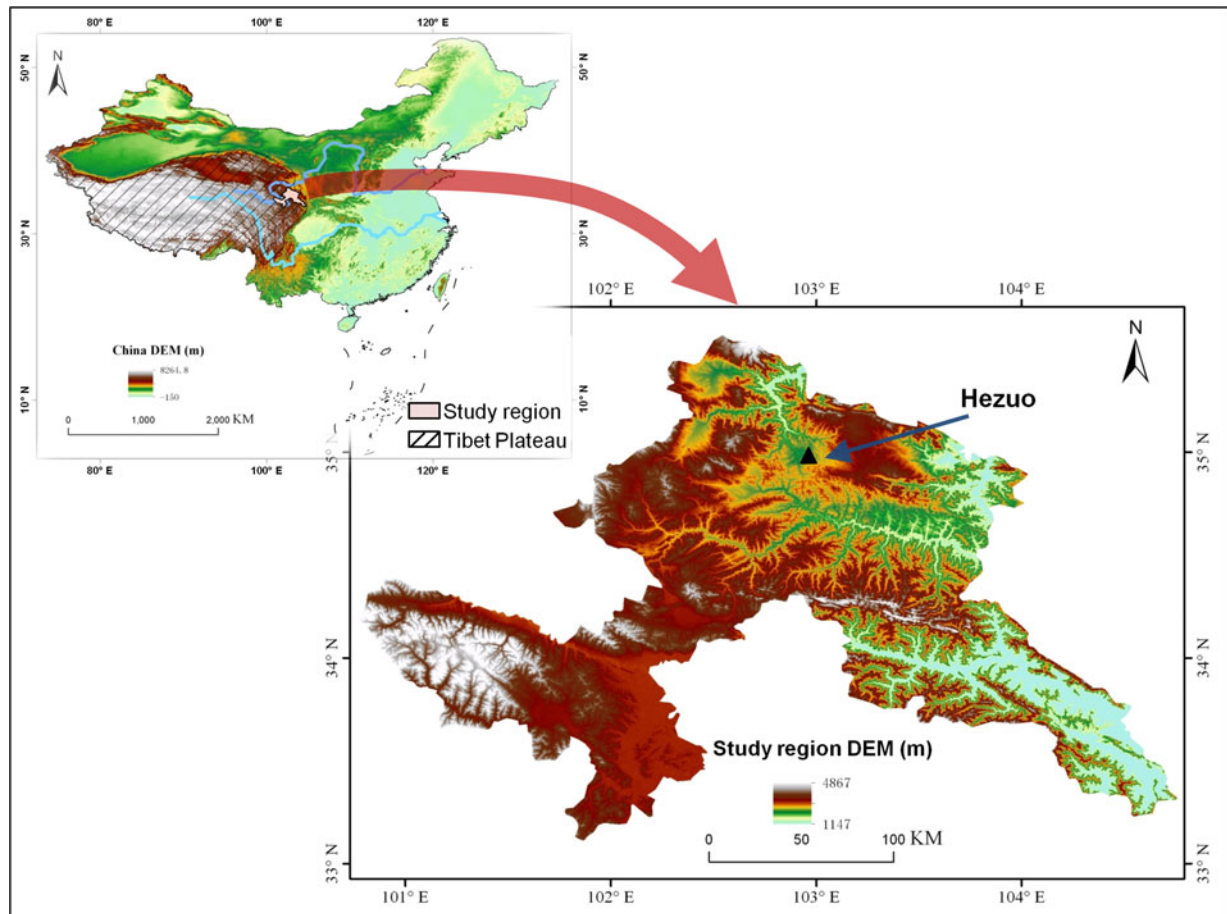 80° E 100° E 120° E
N
50° N 50° N
30° N 30° N
10° N 10° N
China DEM (m)
8264.8
-150
0 1,000 2,000 KM
Study region
Tibet Plateau
80° E 100° E 120° E
102° E 103° E 104° E
N
Hezuo
35° N 35° N
34° N 34° N
Study region DEM (m)
4867
1147
0 50 100 KM
33° N 33° N
101° E 102° E 103° E 104° E